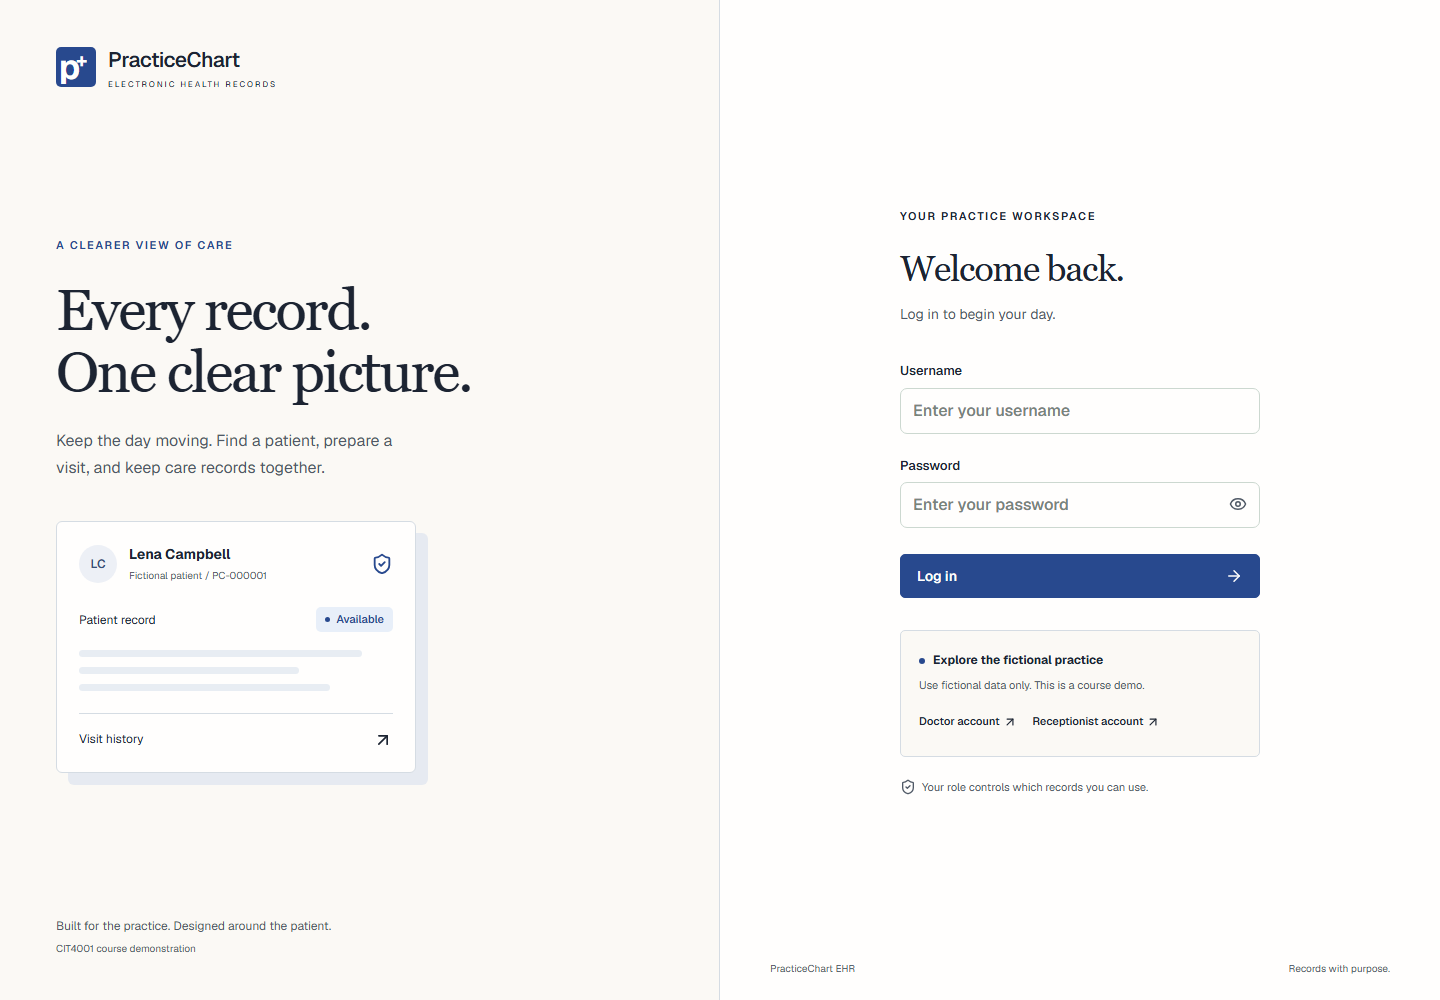 p+
PracticeChart
ELECTRONIC HEALTH RECORDS
A CLEARER VIEW OF CARE
Every record.
One clear picture.
Keep the day moving. Find a patient, prepare a
visit, and keep care records together.
LC
Lena Campbell
Fictional patient / PC-000001
Patient record
Available
Visit history
Built for the practice. Designed around the patient.
CIT4001 course demonstration
YOUR PRACTICE WORKSPACE
Welcome back.
Log in to begin your day.
Username
Enter your username
Password
Enter your password
Log in
Explore the fictional practice
Use fictional data only. This is a course demo.
Doctor account
Receptionist account
Your role controls which records you can use.
PracticeChart EHR
Records with purpose.